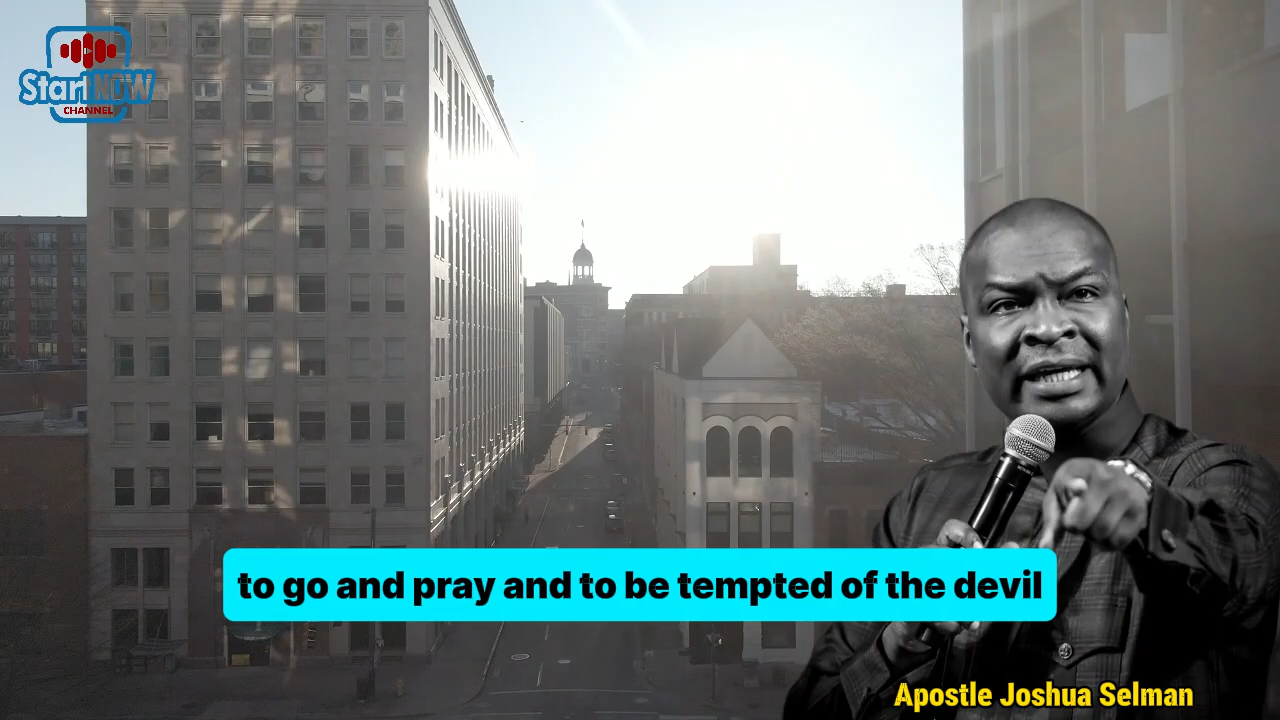 StartNOW
CHANNEL
to go and pray and to be tempted of the devil
Apostle Joshua Selman